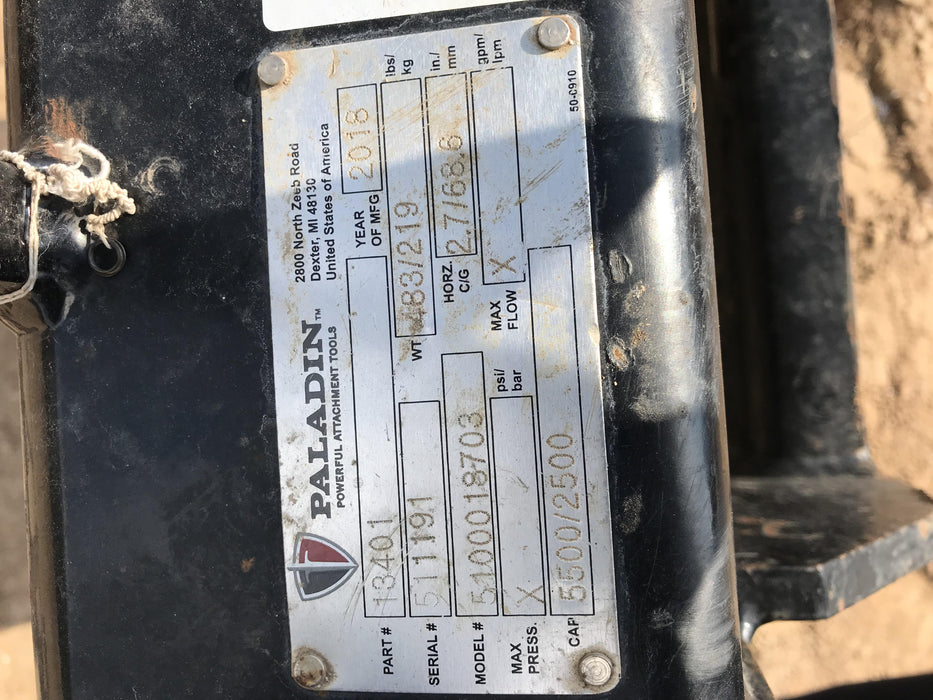 PALADIN™
POWERFUL ATTACHMENT TOOLS
2800 North Zeeb Road
Dexter, MI 48130
United States of America
PART # 13401
YEAR OF MFG 2018
SERIAL # 511191
WT 483/219 lbs/kg
MODEL # 5100018703
HORZ. C/G 2.7/68.6 in./mm
MAX PRESS. X psi/bar
MAX FLOW X gpm/lpm
CAP 5500/2500
50-0910